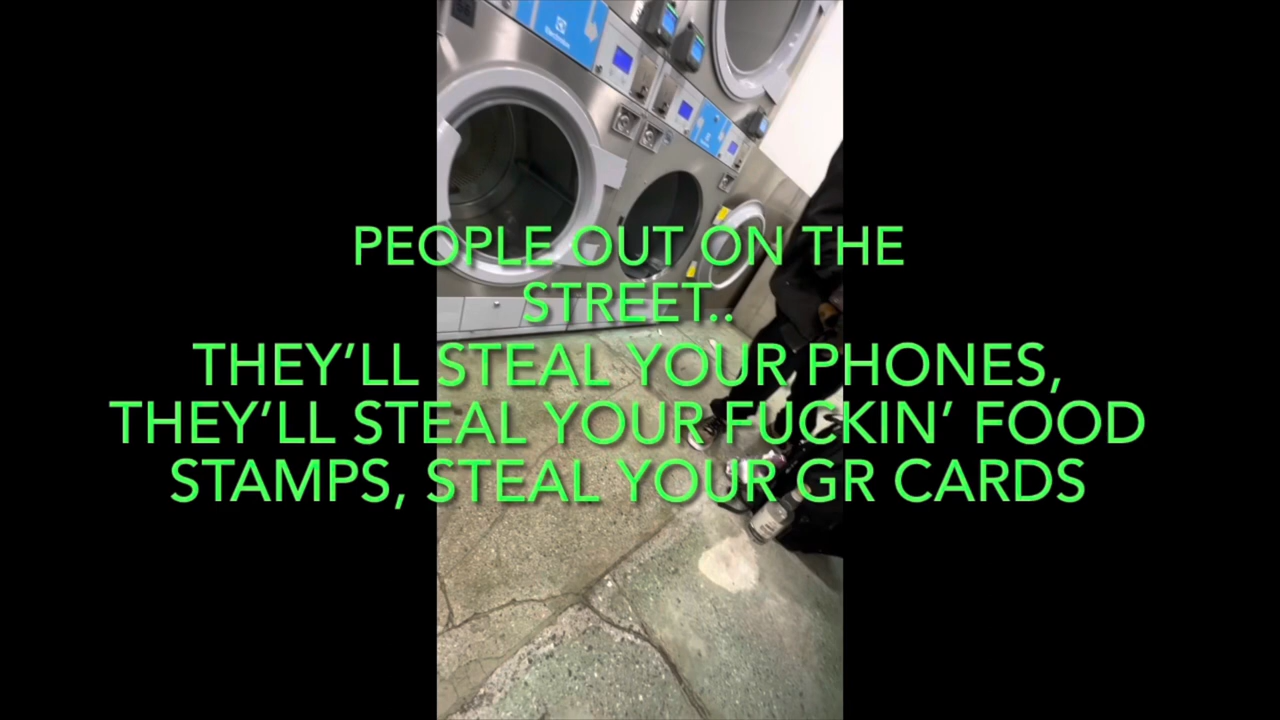 PEOPLE OUT ON THE
STREET..
THEY’LL STEAL YOUR PHONES,
THEY’LL STEAL YOUR FUCKIN’ FOOD
STAMPS, STEAL YOUR GR CARDS